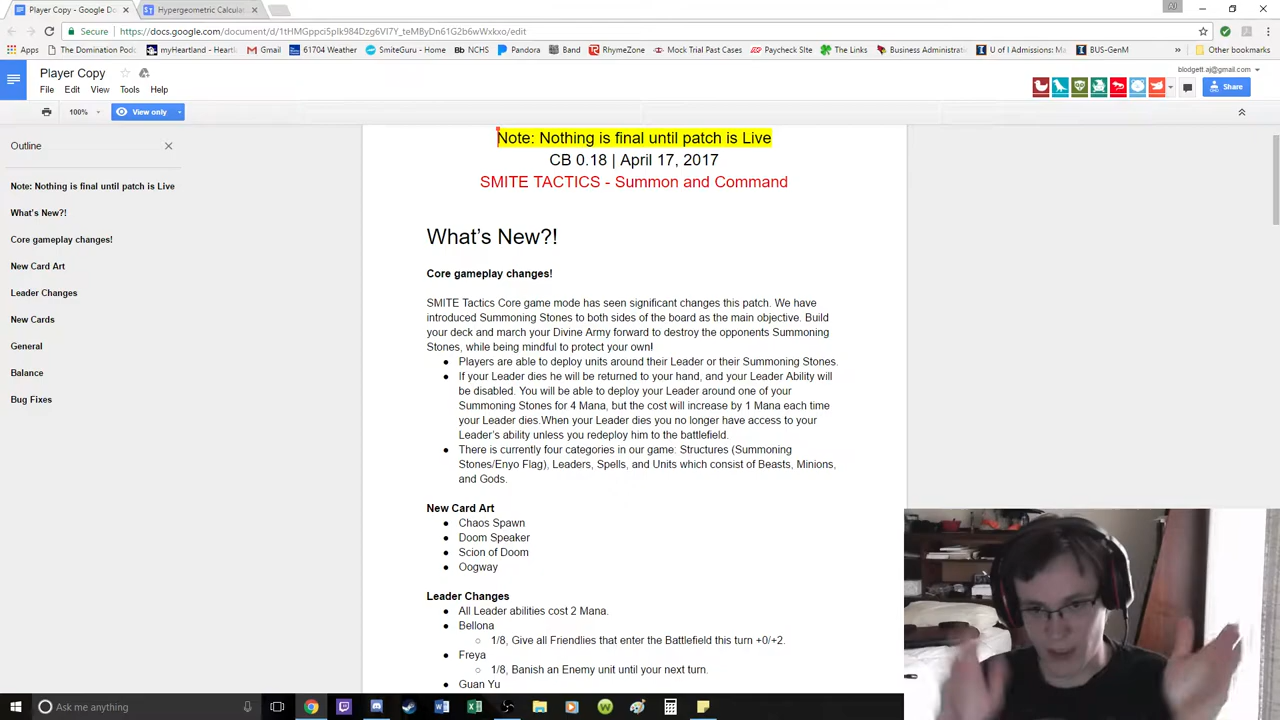 Player Copy - Google Do
Hypergeometric Calcula
AJ
Secure
https://docs.google.com/document/d/
/edit
Apps
The Domination Podc
myHeartland - Heartl
Gmail
61704 Weather
SmiteGuru - Home
Pandora
Band
RhymeZone
Mock Trial Past Cases
Paycheck Site
The Links
Business Administrati
U of I Admissions: M
BUS-GenM
Other bookmarks
Player Copy
blodgett.aj@gmail.com
File Edit View Tools Help
Share
100%
View only
Outline
Note: Nothing is final until patch is Live
What's New?!
Core gameplay changes!
New Card Art
Leader Changes
New Cards
General
Balance
Bug Fixes
Note: Nothing is final until patch is Live
CB 0.18 | April 17, 2017
SMITE TACTICS - Summon and Command
What's New?!
Core gameplay changes!
SMITE Tactics Core game mode has seen significant changes this patch. We have
introduced Summoning Stones to both sides of the board as the main objective. Build
your deck and march your Divine Army forward to destroy the opponents Summoning
Stones, while being mindful to protect your own!
● Players are able to deploy units around their Leader or their Summoning Stones.
● If your Leader dies he will be returned to your hand, and your Leader Ability will
be disabled. You will be able to deploy your Leader around one of your
Summoning Stones for 4 Mana, but the cost will increase by 1 Mana each time
your Leader dies.When your Leader dies you no longer have access to your
Leader's ability unless you redeploy him to the battlefield.
● There is currently four categories in our game: Structures (Summoning
Stones/Enyo Flag), Leaders, Spells, and Units which consist of Beasts, Minions,
and Gods.
New Card Art
● Chaos Spawn
● Doom Speaker
● Scion of Doom
● Oogway
Leader Changes
● All Leader abilities cost 2 Mana.
● Bellona
○ 1/8, Give all Friendlies that enter the Battlefield this turn +0/+2.
● Freya
○ 1/8, Banish an Enemy unit until your next turn.
● Guan Yu
Ask me anything